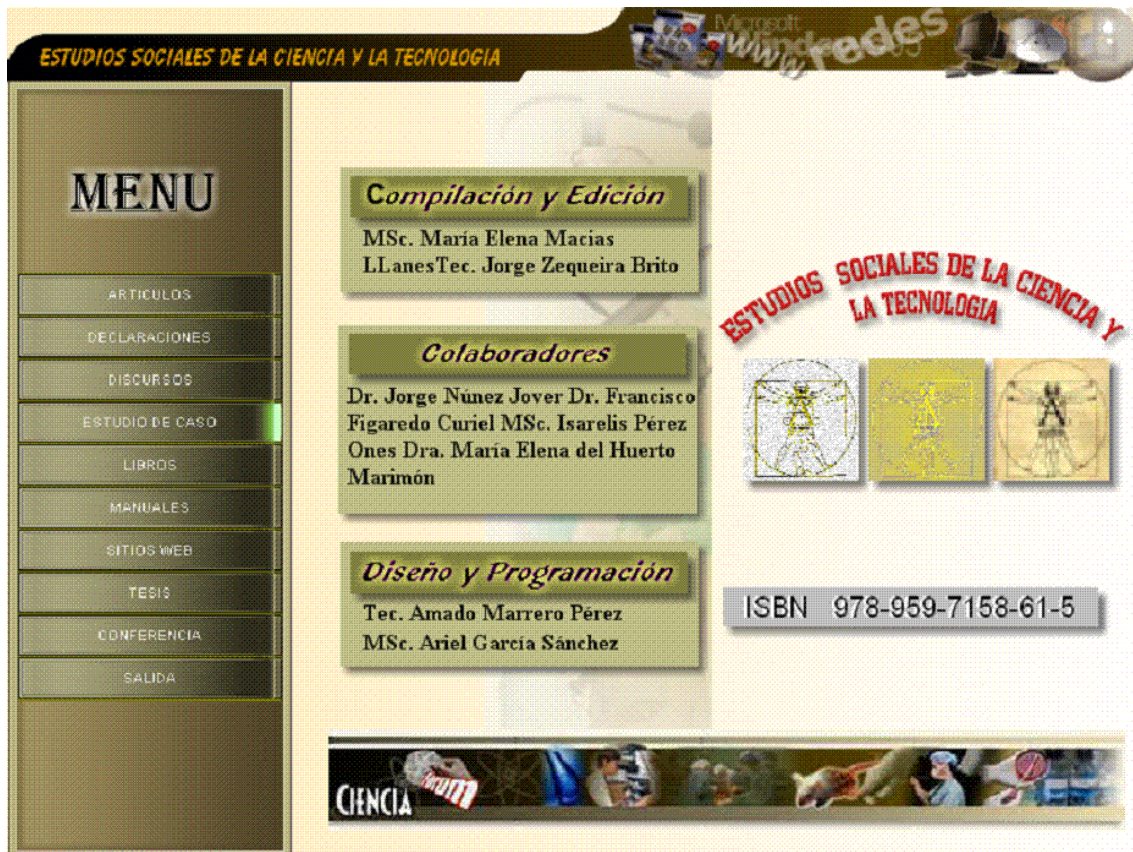 ESTUDIOS SOCIALES DE LA CIENCIA Y LA TECNOLOGIA
Microsoft
Windows
www redes
MENU
ARTICULOS
DECLARACIONES
DISCURSOS
ESTUDIO DE CASO
LIBROS
MANUALES
SITIOS WEB
TESIS
CONFERENCIA
SALIDA
Compilación y Edición
MSc. María Elena Macias
LLanesTec. Jorge Zequeira Brito
Colaboradores
Dr. Jorge Núnez Jover Dr. Francisco
Figaredo Curiel MSc. Isarelis Pérez
Ones Dra. María Elena del Huerto
Marimón
Diseño y Programación
Tec. Amado Marrero Pérez
MSc. Ariel García Sánchez
ESTUDIOS SOCIALES DE LA CIENCIA Y
LA TECNOLOGIA
ISBN 978-959-7158-61-5
CIENCIA
Forum